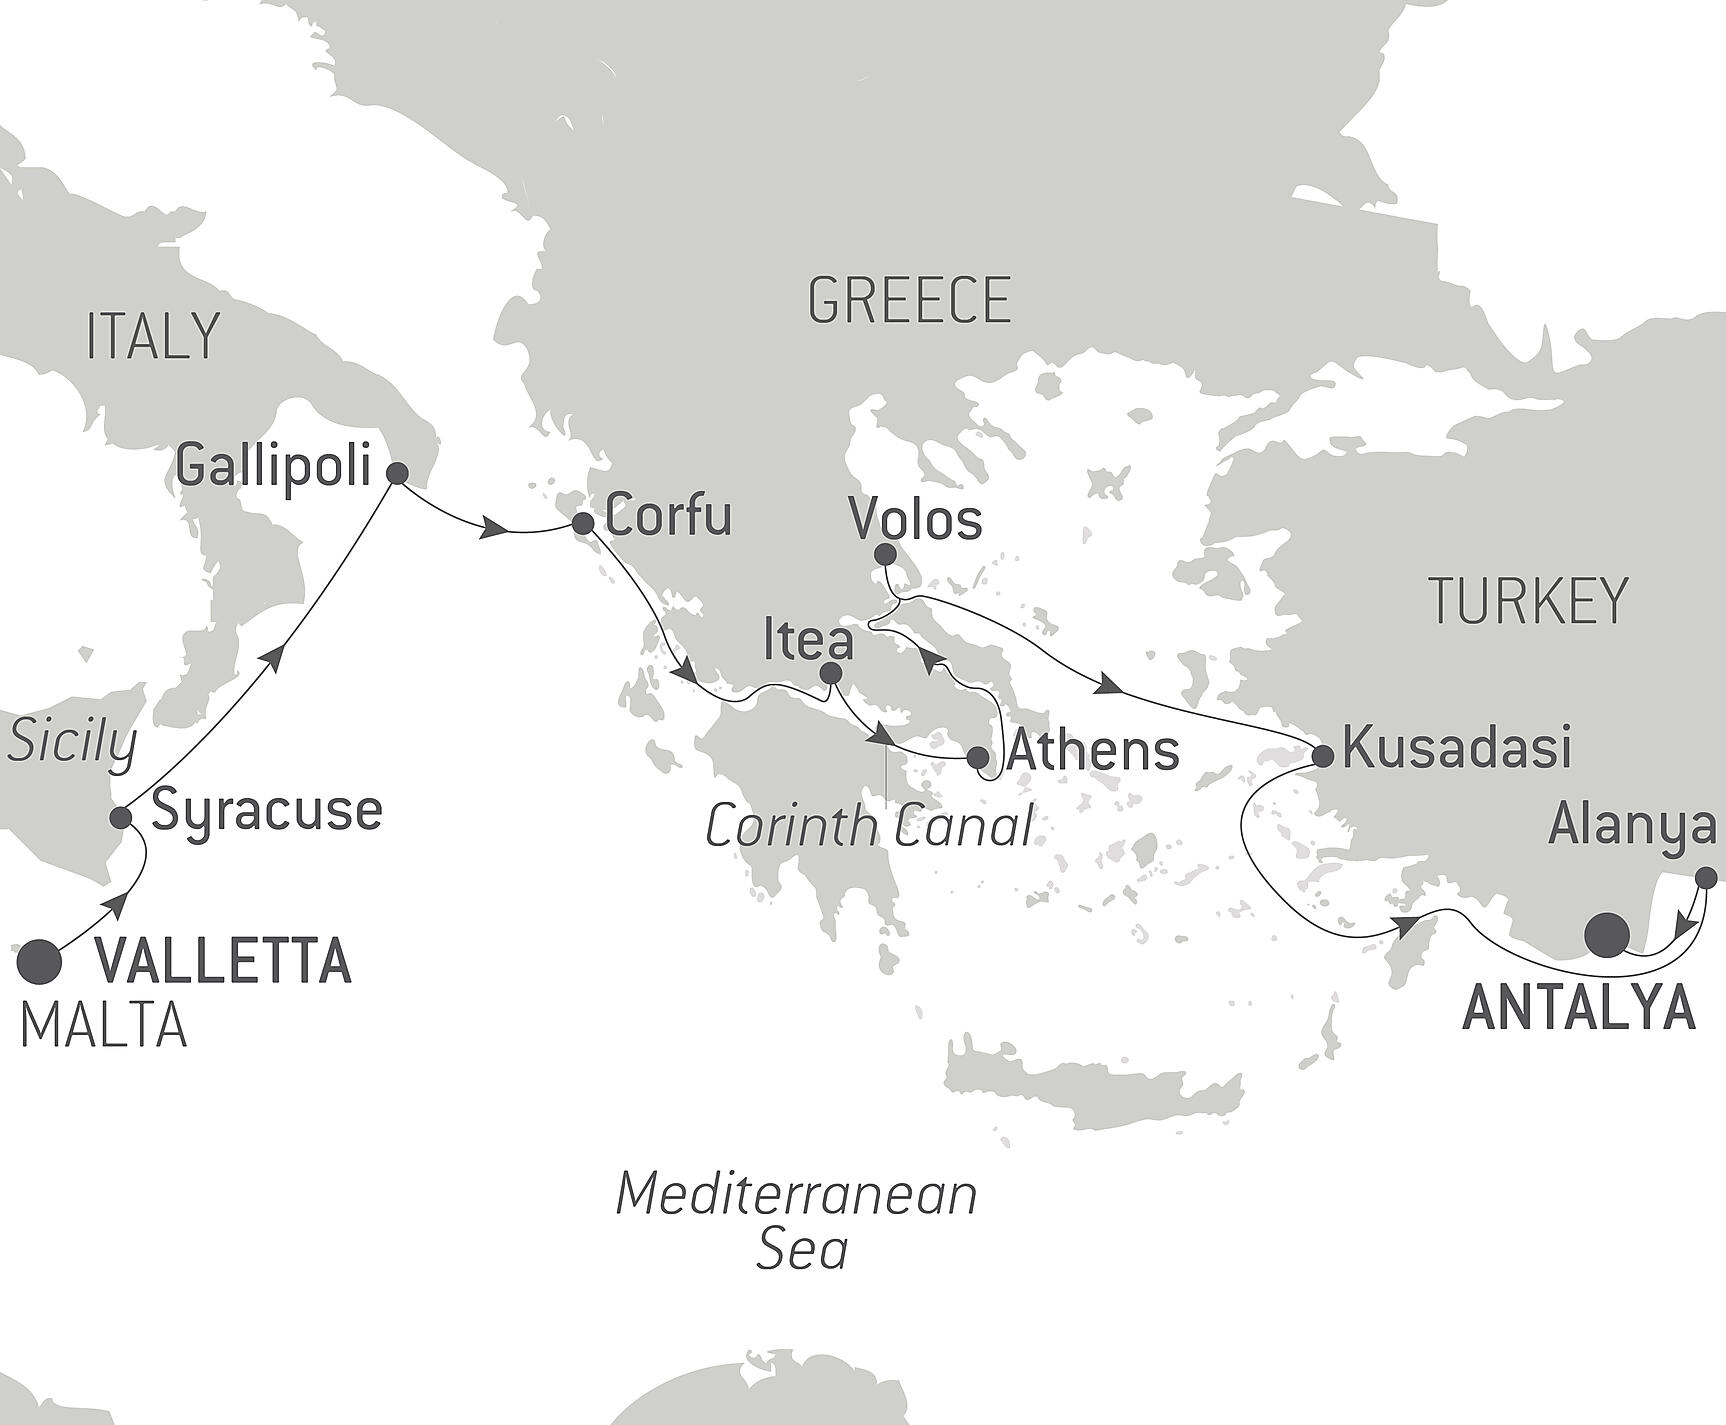 GREECE
ITALY
Gallipoli
Corfu
Volos
TURKEY
Itea
Sicily
Athens
Kusadasi
Syracuse
Corinth Canal
Alanya
VALLETTA
MALTA
ANTALYA
Mediterranean
Sea